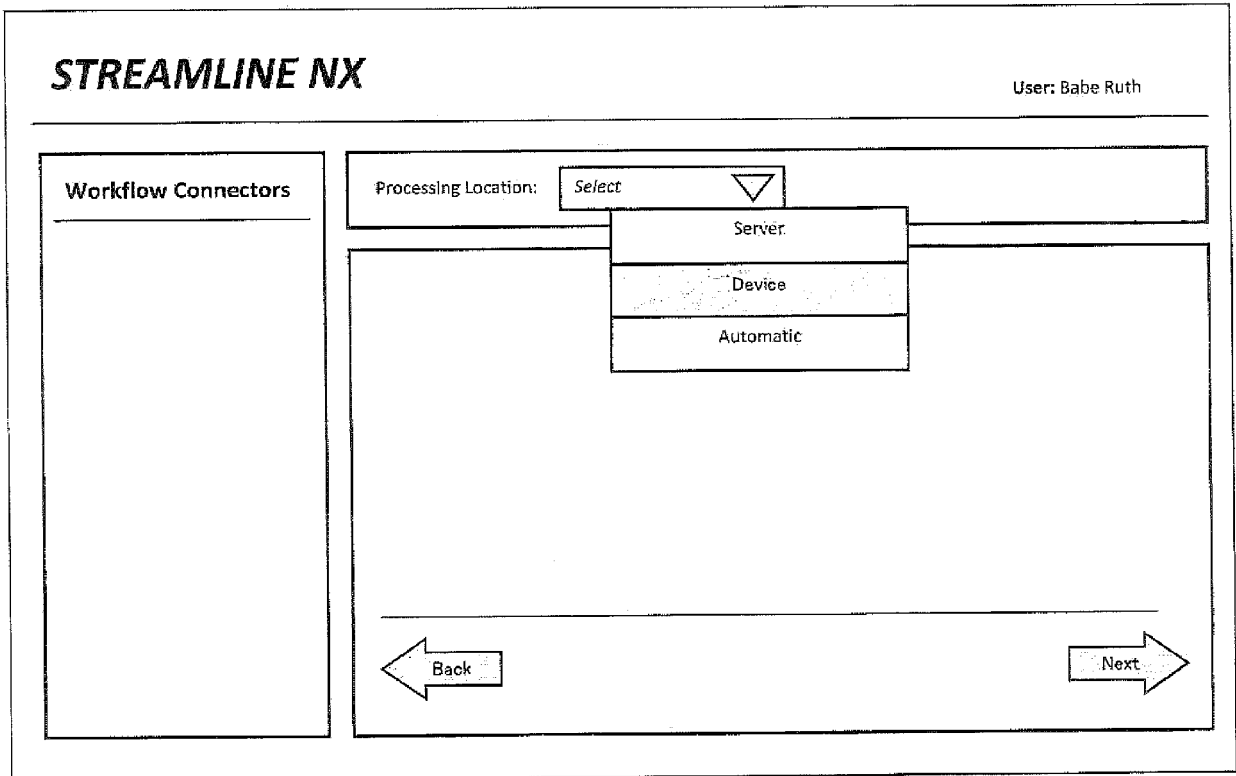 STREAMLINE NX
User: Babe Ruth
Workflow Connectors
Processing Location:
Select
Server
Device
Automatic
Back
Next